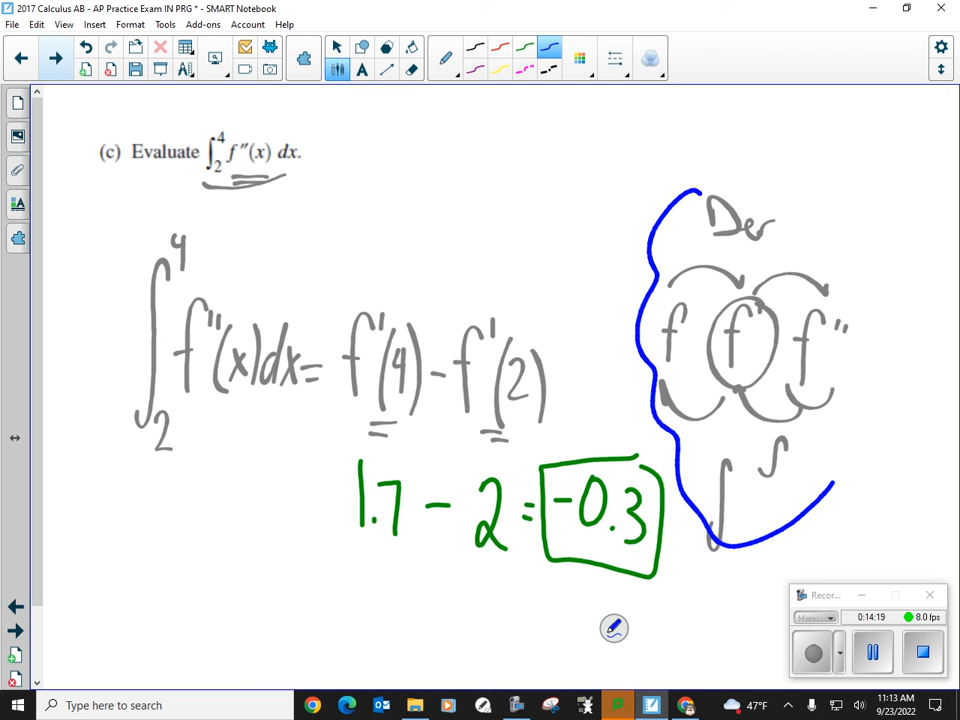 2017 Calculus AB - AP Practice Exam IN PRG * - SMART Notebook
File Edit View Insert Format Tools Add-ons Account Help
(c) Evaluate ∫₂⁴ f″(x) dx.
Der
f f' f"
∫₂⁴ f"(x)dx = f'(4) - f'(2)
∫ ∫
1.7 - 2 = -0.3
Recor...
Menu
0:14:19 8.0 fps
Type here to search
47°F
11:13 AM
9/23/2022